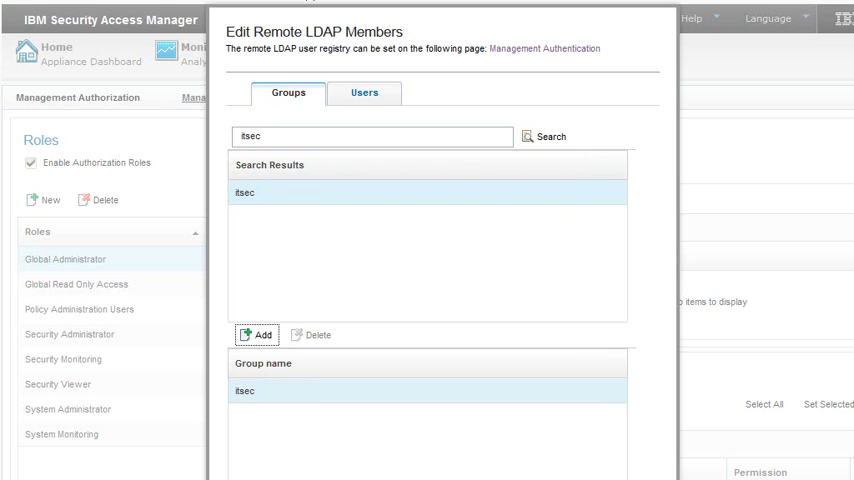 IBM Security Access Manager
Help
Language
Home
Appliance Dashboard
Management Authorization
Roles
Enable Authorization Roles
New
Delete
Roles
Global Administrator
Global Read Only Access
Policy Administration Users
Security Administrator
Security Monitoring
Security Viewer
System Administrator
System Monitoring
Edit Remote LDAP Members
The remote LDAP user registry can be set on the following page: Management Authentication
Groups
Users
itsec
Search
Search Results
itsec
Add
Delete
Group name
itsec
items to display
Select All
Set Selected
Permission